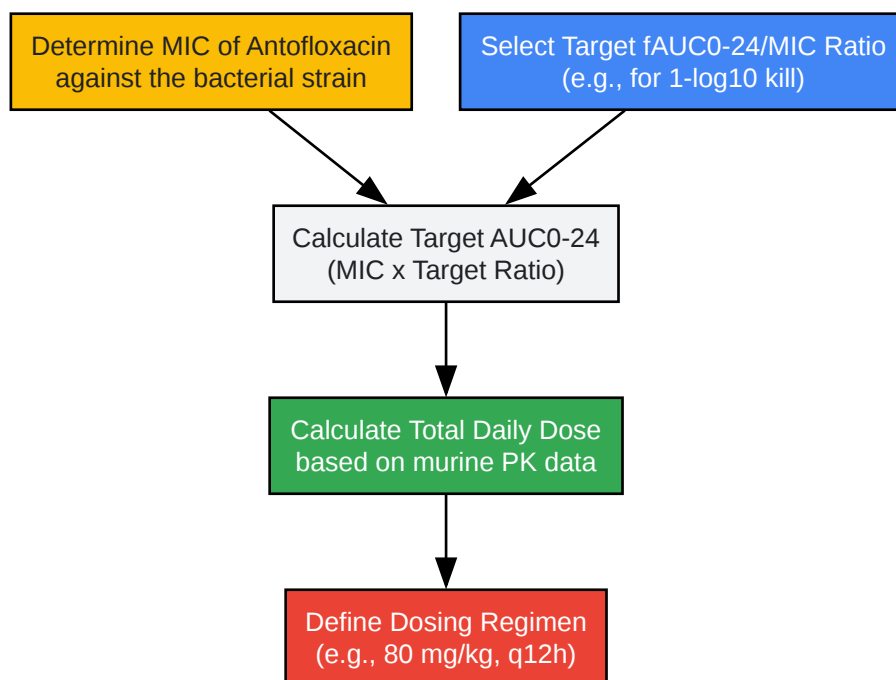 Determine MIC of Antofloxacin
against the bacterial strain
Select Target fAUC0-24/MIC Ratio
(e.g., for 1-log10 kill)
Calculate Target AUC0-24
(MIC x Target Ratio)
Calculate Total Daily Dose
based on murine PK data
Define Dosing Regimen
(e.g., 80 mg/kg, q12h)